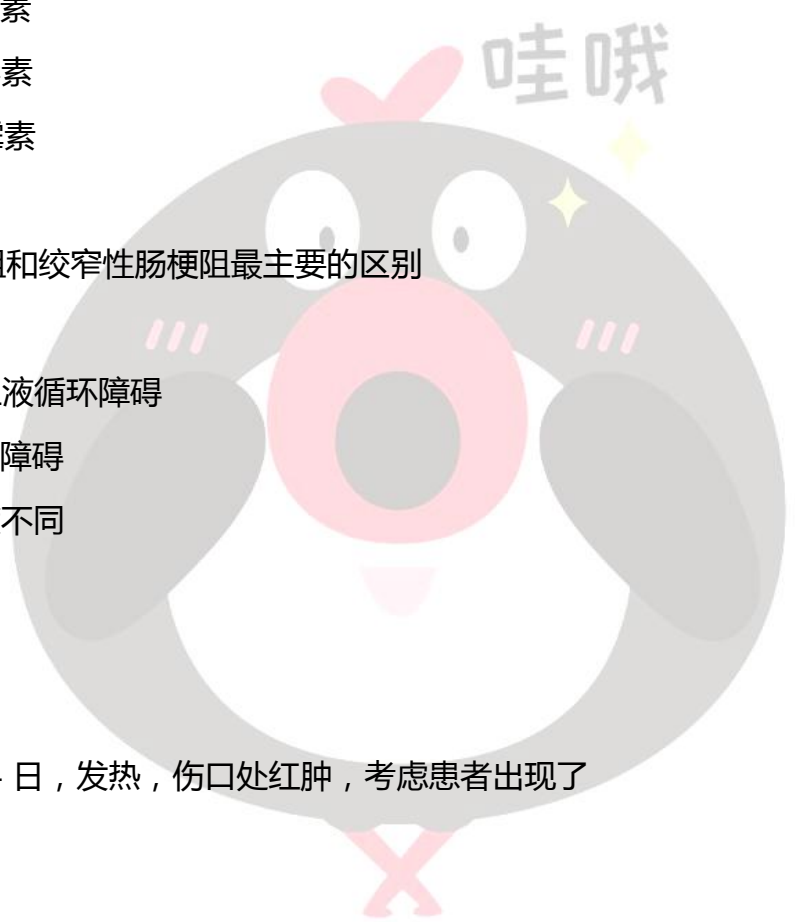 哇哦
素
素
素
和绞窄性肠梗阻最主要的区别
液循环障碍
障碍
不同
日，发热，伤口处红肿，考虑患者出现了